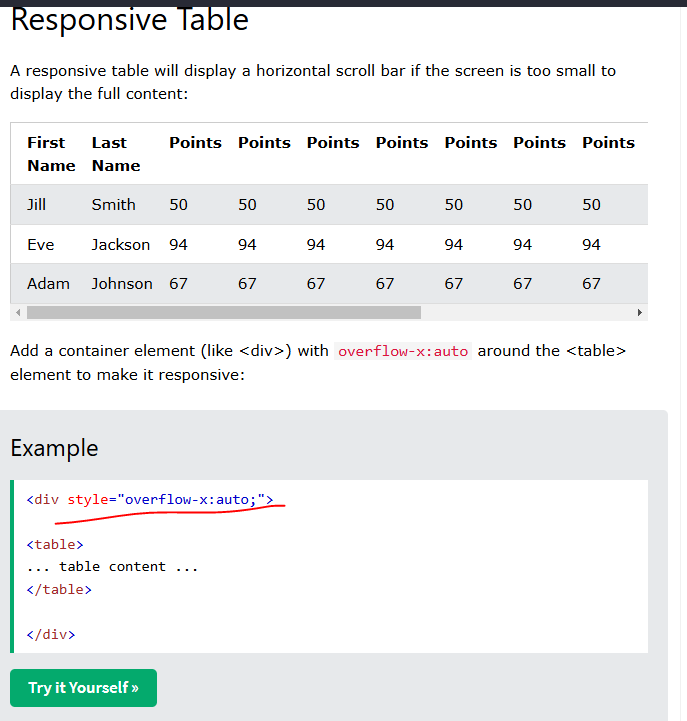 Responsive Table
A responsive table will display a horizontal scroll bar if the screen is too small to
display the full content:
First Name Last Name Points Points Points Points Points Points Points
Jill Smith 50 50 50 50 50 50 50
Eve Jackson 94 94 94 94 94 94 94
Adam Johnson 67 67 67 67 67 67 67
Add a container element (like <div>) with overflow-x:auto around the <table>
element to make it responsive:
Example
<div style="overflow-x:auto;">
<table>
... table content ...
</table>
</div>
Try it Yourself »